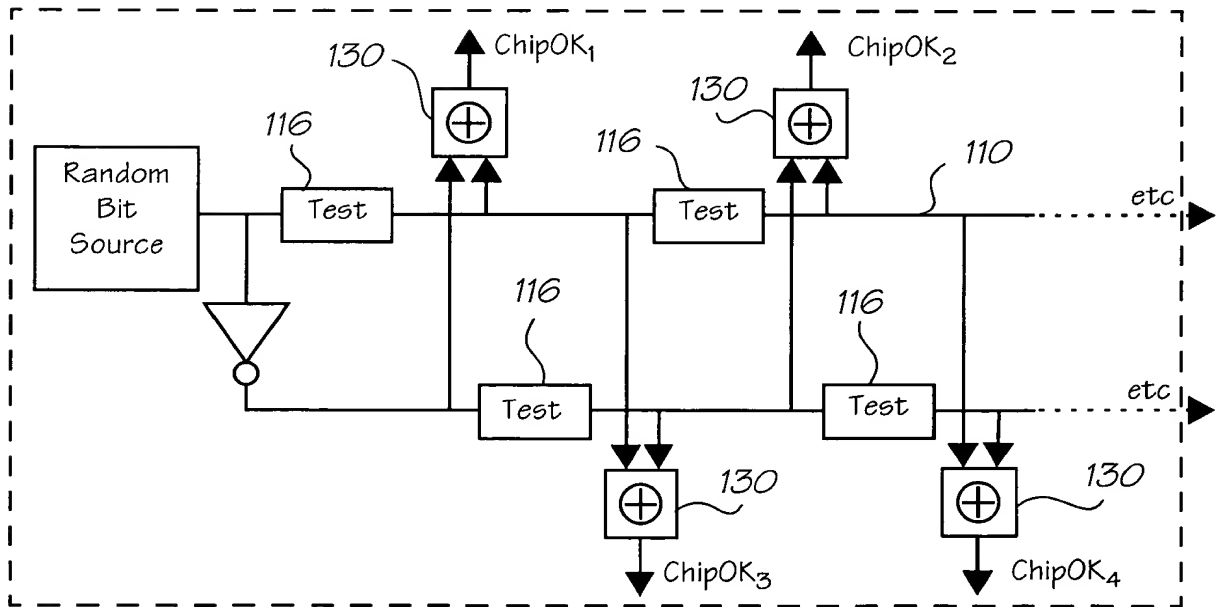 ChipOK₁
ChipOK₂
130
130
116
116
110
Random
Bit
Source
Test
Test
etc
116
116
Test
Test
etc
130
130
ChipOK₃
ChipOK₄